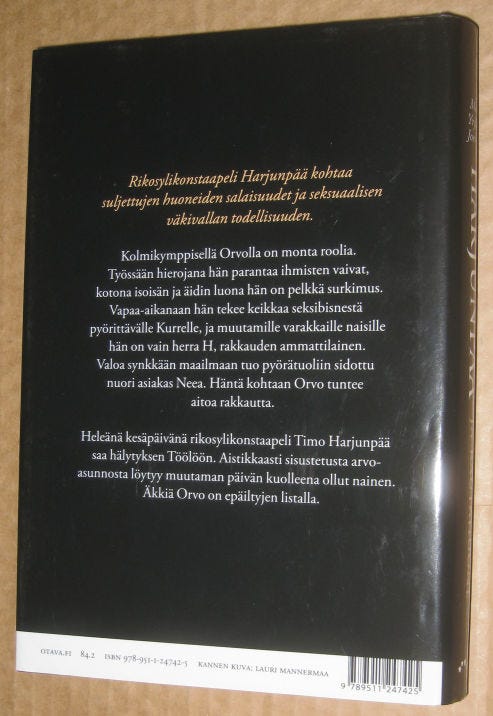 Rikosylikonstaapeli Harjunpää kohtaa
suljettujen huoneiden salaisuudet ja seksuaalisen
väkivallan todellisuuden.
Kolmikymppisellä Orvolla on monta roolia.
Työssään hierojana hän parantaa ihmisten vaivat,
kotona isoisän ja äidin luona hän on pelkkä surkimus.
Vapaa-aikanaan hän tekee keikkaa seksibisnestä
pyörittävälle Kurrelle, ja muutamille varakkaille naisille
hän on vain herra H, rakkauden ammattilainen.
Valoa synkkään maailmaan tuo pyörätuoliin sidottu
nuori asiakas Neea. Häntä kohtaan Orvo tuntee
aitoa rakkautta.
Heleänä kesäpäivänä rikosylikonstaapeli Timo Harjunpää
saa hälytyksen Töölöön. Aistikkaasti sisustetusta arvo-
asunnosta löytyy muutaman päivän kuolleena ollut nainen.
Äkkiä Orvo on epäiltyjen listalla.
OTAVA.FI 84.2 ISBN 978-951-1-24742-5 KANNEN KUVA: LAURI MANNERMAA
9 789511 247425
HARJUNPÄÄ